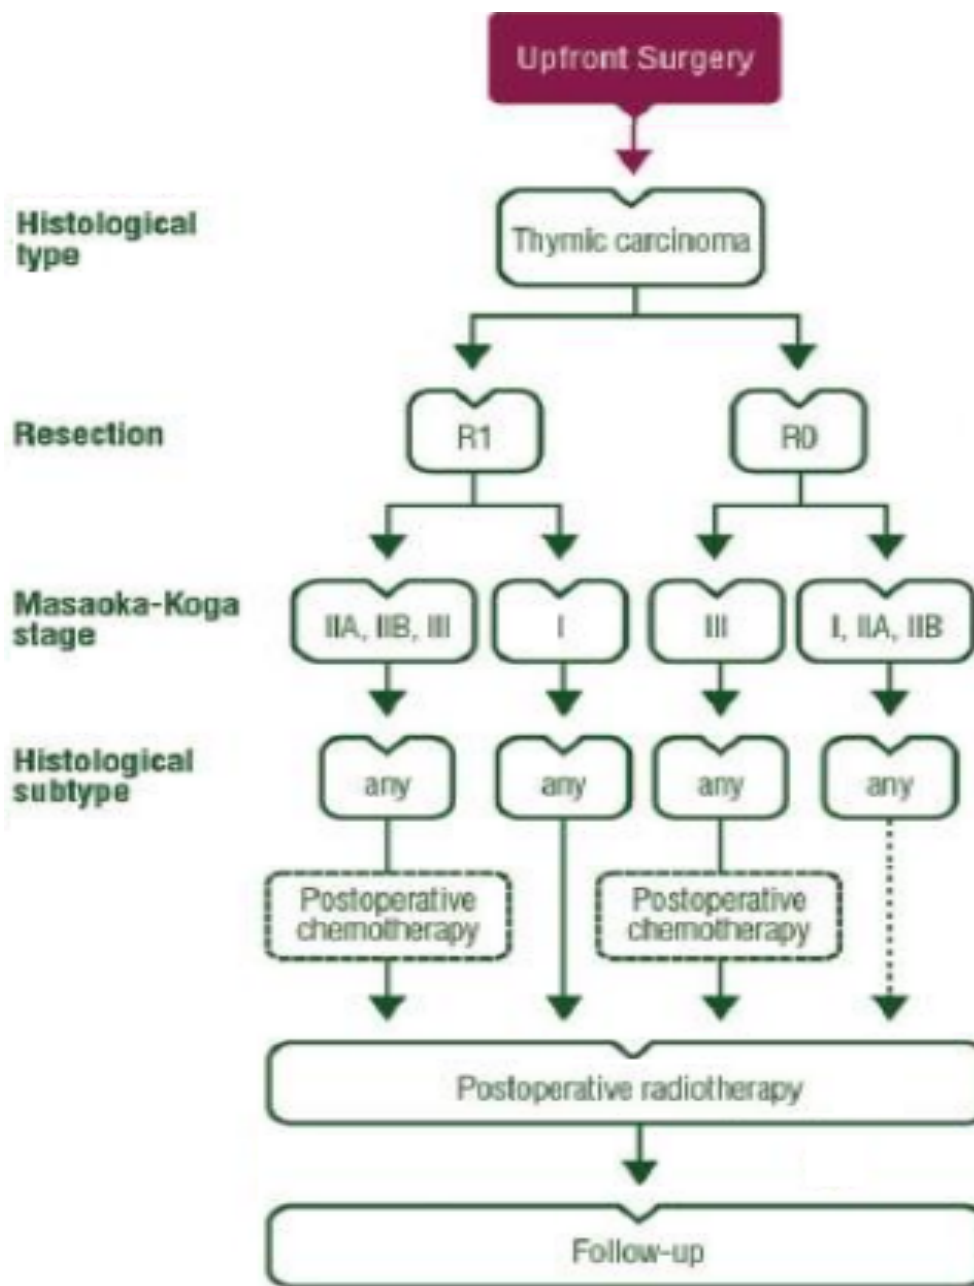 Upfront Surgery
Histological
type
Thymic carcinoma
Resection
R1
R0
Masaoka-Koga
stage
IIA, IIB, III
I
III
I, IIA, IIB
Histological
subtype
any
any
any
any
Postoperative
chemotherapy
Postoperative
chemotherapy
Postoperative radiotherapy
Follow-up